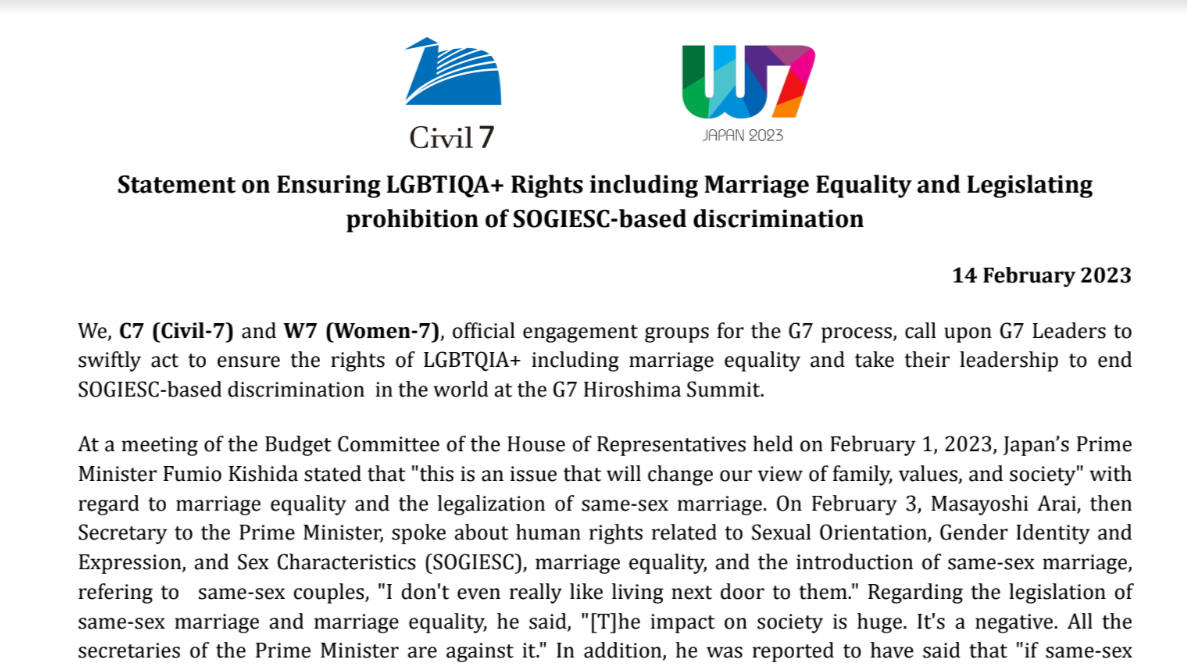 Civil 7
W7
JAPAN 2023
Statement on Ensuring LGBTIQA+ Rights including Marriage Equality and Legislating
prohibition of SOGIESC-based discrimination
14 February 2023
We, C7 (Civil-7) and W7 (Women-7), official engagement groups for the G7 process, call upon G7 Leaders to
swiftly act to ensure the rights of LGBTQIA+ including marriage equality and take their leadership to end
SOGIESC-based discrimination  in the world at the G7 Hiroshima Summit.
At a meeting of the Budget Committee of the House of Representatives held on February 1, 2023, Japan’s Prime
Minister Fumio Kishida stated that "this is an issue that will change our view of family, values, and society" with
regard to marriage equality and the legalization of same-sex marriage. On February 3, Masayoshi Arai, then
Secretary to the Prime Minister, spoke about human rights related to Sexual Orientation, Gender Identity and
Expression, and Sex Characteristics (SOGIESC), marriage equality, and the introduction of same-sex marriage,
refering to   same-sex couples, "I don't even really like living next door to them." Regarding the legislation of
same-sex marriage and marriage equality, he said, "[T]he impact on society is huge. It's a negative. All the
secretaries of the Prime Minister are against it." In addition, he was reported to have said that "if same-sex